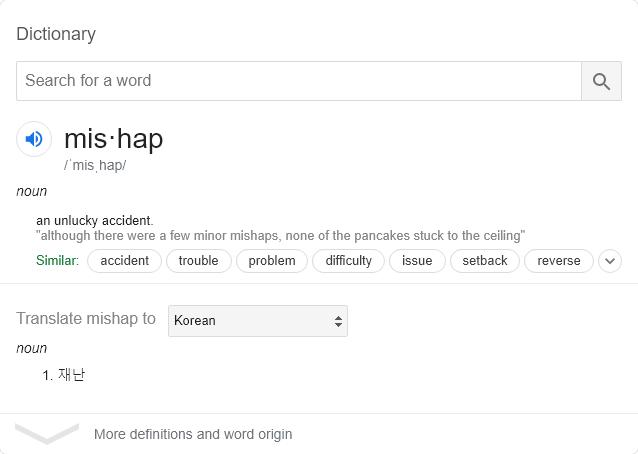 Dictionary
Search for a word
mis·hap
/ˈmisˌhap/
noun
an unlucky accident.
"although there were a few minor mishaps, none of the pancakes stuck to the ceiling"
Similar: accident trouble problem difficulty issue setback reverse
Translate mishap to Korean
noun
1. 재난
More definitions and word origin